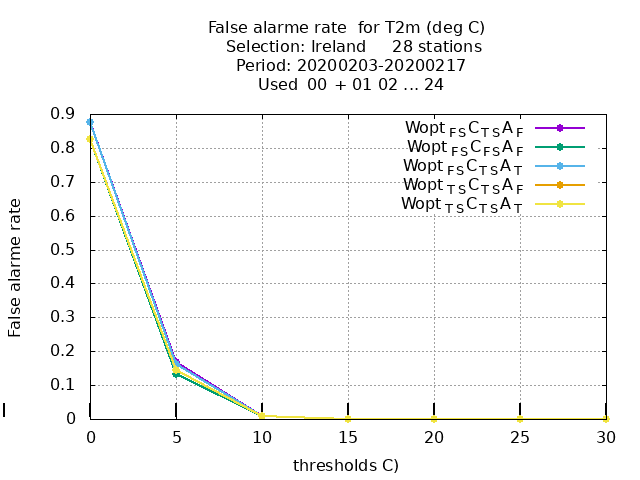 False alarme rate  for T2m (deg C)
Selection: Ireland     28 stations
Period: 20200203-20200217
Used  00 + 01 02 ... 24
False alarme rate
0.9
0.8
0.7
0.6
0.5
0.4
0.3
0.2
0.1
0
Wopt FS C TS A F
Wopt FS C FS A F
Wopt FS C TS A T
Wopt TS C TS A F
Wopt TS C TS A T
0 5 10 15 20 25 30
thresholds C)